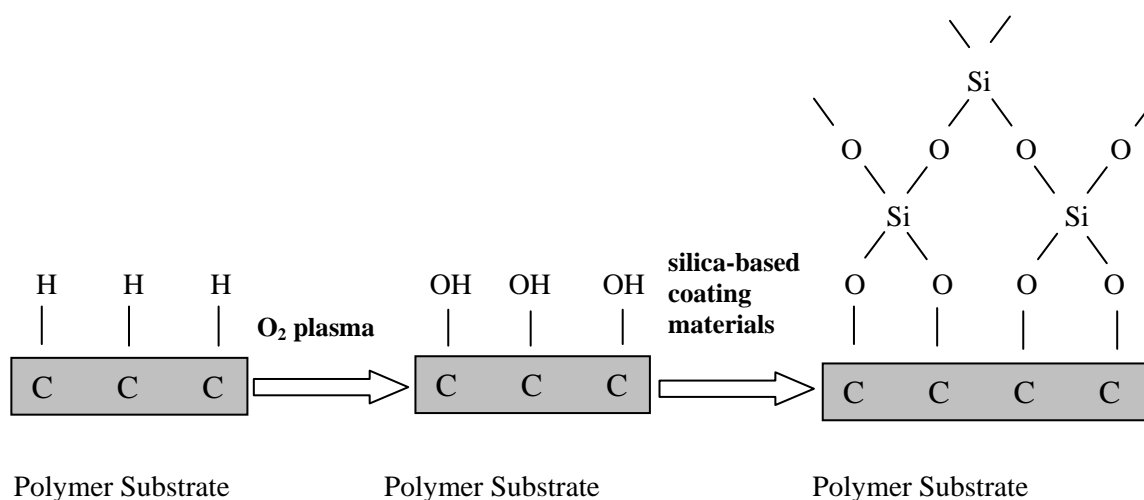 Si
O O O O
Si Si
H H H
OH OH OH
silica-based
coating
materials
O O O O
O₂ plasma
C C C
C C C
C C C C
Polymer Substrate
Polymer Substrate
Polymer Substrate